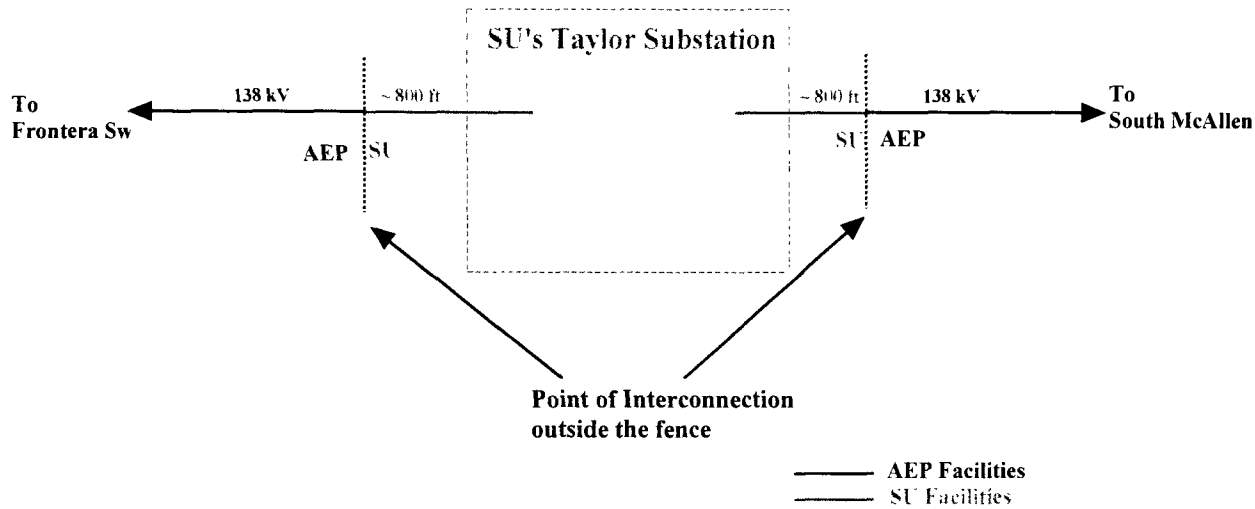 SU's Taylor Substation
To
Frontera Sw
138 kV
~ 800 ft
~ 800 ft
138 kV
To
South McAllen
AEP
SU
SU
AEP
Point of Interconnection
outside the fence
AEP Facilities
SU Facilities